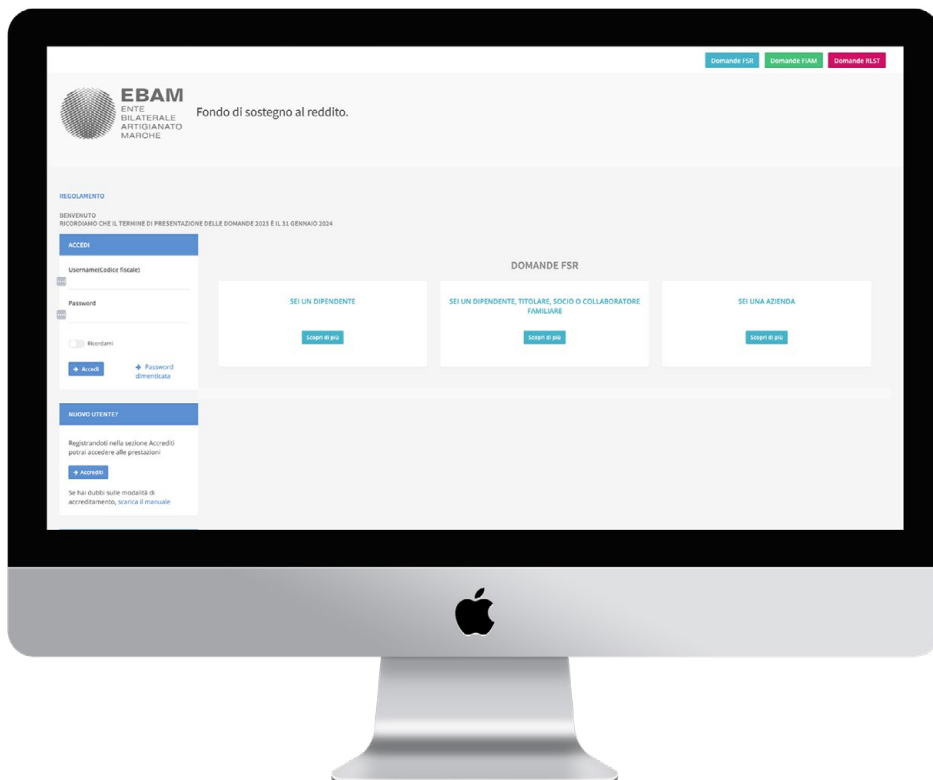 Domande FSR Domande FIAM Domande RLST
EBAM
ENTE
BILATERALE
ARTIGIANATO
MARCHE
Fondo di sostegno al reddito.
REGOLAMENTO
BENVENUTO
RICORDIAMO CHE IL TERMINE DI PRESENTAZIONE DELLE DOMANDE 2023 È IL 31 GENNAIO 2024
ACCEDI
Username(Codice fiscale)
Password
Ricordami
Accedi
Password
dimenticata
NUOVO UTENTE?
Registrandoti nella sezione Accrediti
potrai accedere alle prestazioni
Accrediti
Se hai dubbi sulle modalità di
accreditamento, scarica il manuale
DOMANDE FSR
SEI UN DIPENDENTE
Scopri di più
SEI UN DIPENDENTE, TITOLARE, SOCIO O COLLABORATORE
FAMILIARE
Scopri di più
SEI UNA AZIENDA
Scopri di più